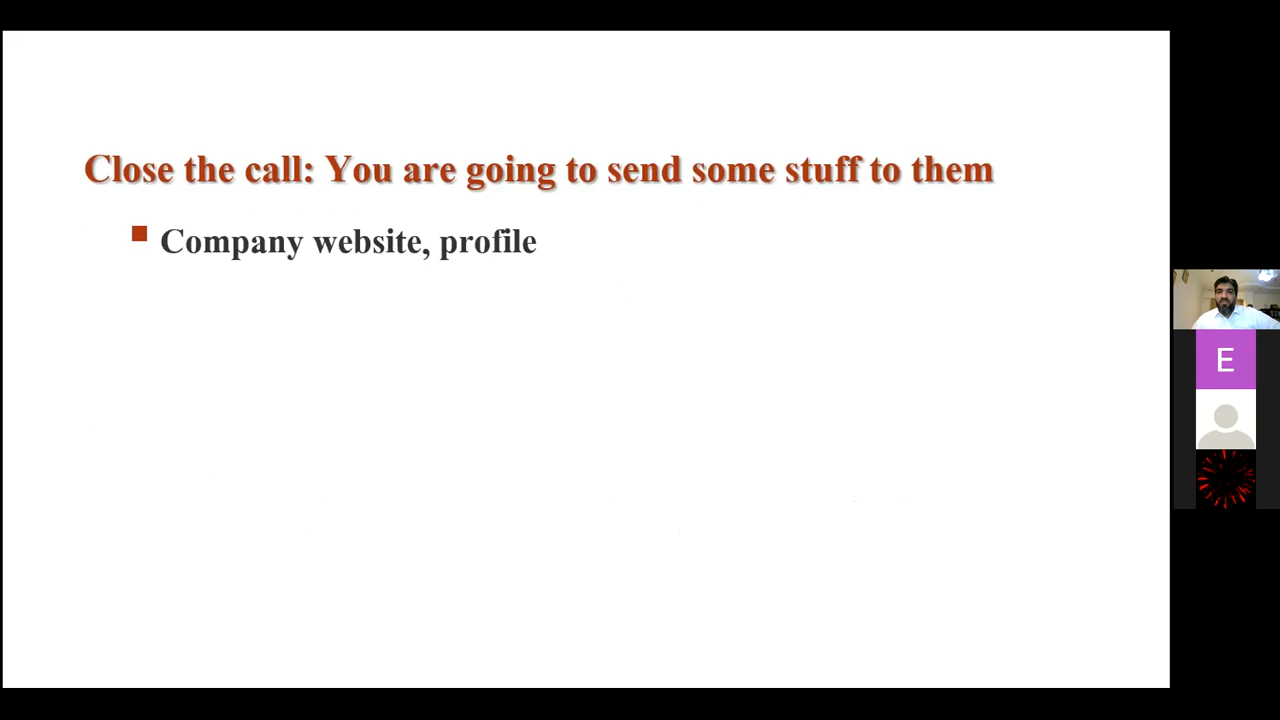 Close the call: You are going to send some stuff to them
Company website, profile
E